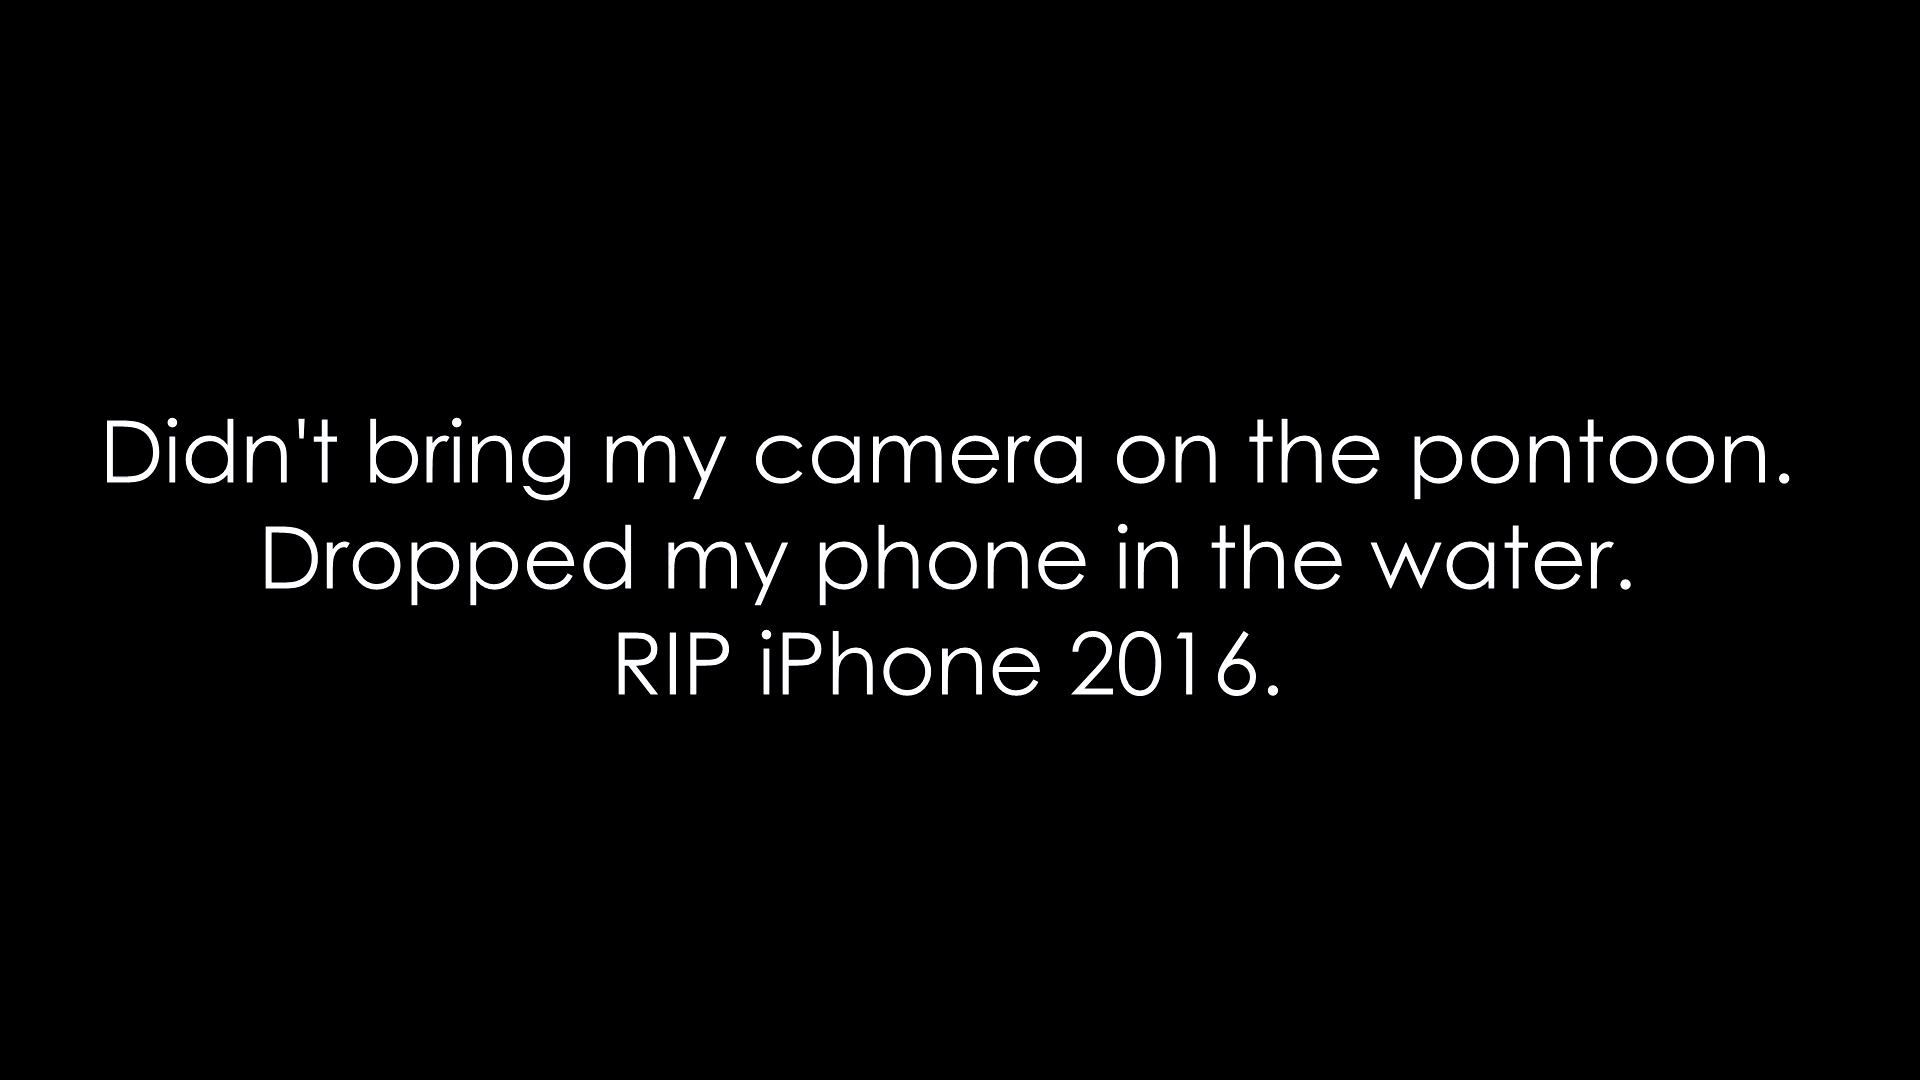 Didn't bring my camera on the pontoon.
Dropped my phone in the water.
RIP iPhone 2016.